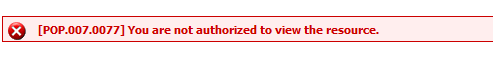 [POP.007.0077] You are not authorized to view the resource.